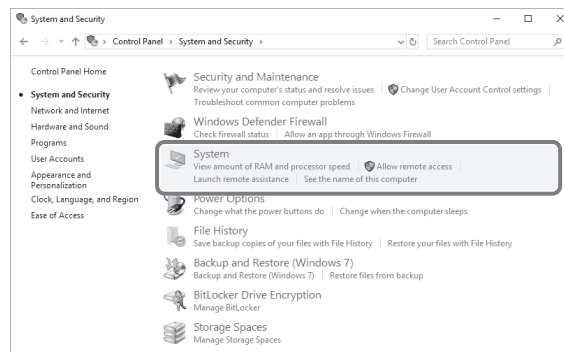 System and Security
Control Panel > System and Security >
Search Control Panel
Control Panel Home
System and Security
Network and Internet
Hardware and Sound
Programs
User Accounts
Appearance and
Personalization
Clock, Language, and Region
Ease of Access
Security and Maintenance
Review your computer's status and resolve issues | Change User Account Control settings |
Troubleshoot common computer problems
Windows Defender Firewall
Check firewall status | Allow an app through Windows Firewall
System
View amount of RAM and processor speed | Allow remote access |
Launch remote assistance | See the name of this computer
Power Options
Change what the power buttons do | Change when the computer sleeps
File History
Save backup copies of your files with File History | Restore your files with File History
Backup and Restore (Windows 7)
Backup and Restore (Windows 7) | Restore files from backup
BitLocker Drive Encryption
Manage BitLocker
Storage Spaces
Manage Storage Spaces